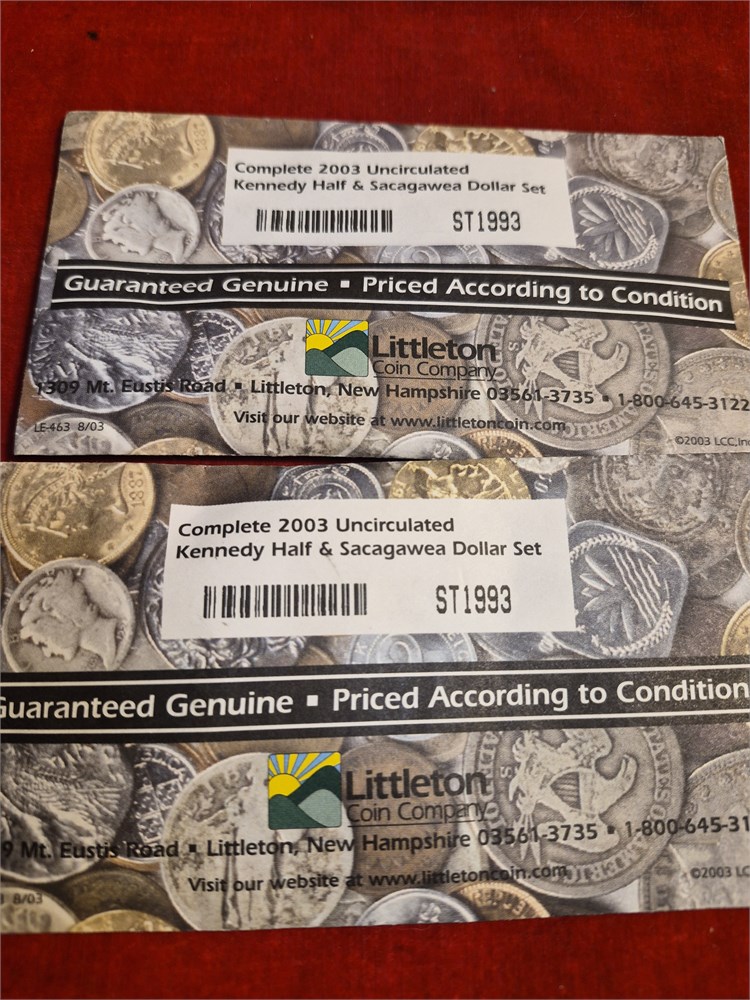 Complete 2003 Uncirculated
Kennedy Half & Sacagawea Dollar Set
ST1993
Guaranteed Genuine ▪ Priced According to Condition
Littleton
Coin Company
1309 Mt. Eustis Road ▪ Littleton, New Hampshire 03561-3735 ▪ 1-800-645-3122
Visit our website at www.littletoncoin.com
LE-463 8/03
©2003 LCC, Inc
Complete 2003 Uncirculated
Kennedy Half & Sacagawea Dollar Set
ST1993
Guaranteed Genuine ▪ Priced According to Condition
Littleton
Coin Company
9 Mt. Eustis Road ▪ Littleton, New Hampshire 03561-3735 ▪ 1-800-645-31
Visit our website at www.littletoncoin.com
8/03
©2003 LC